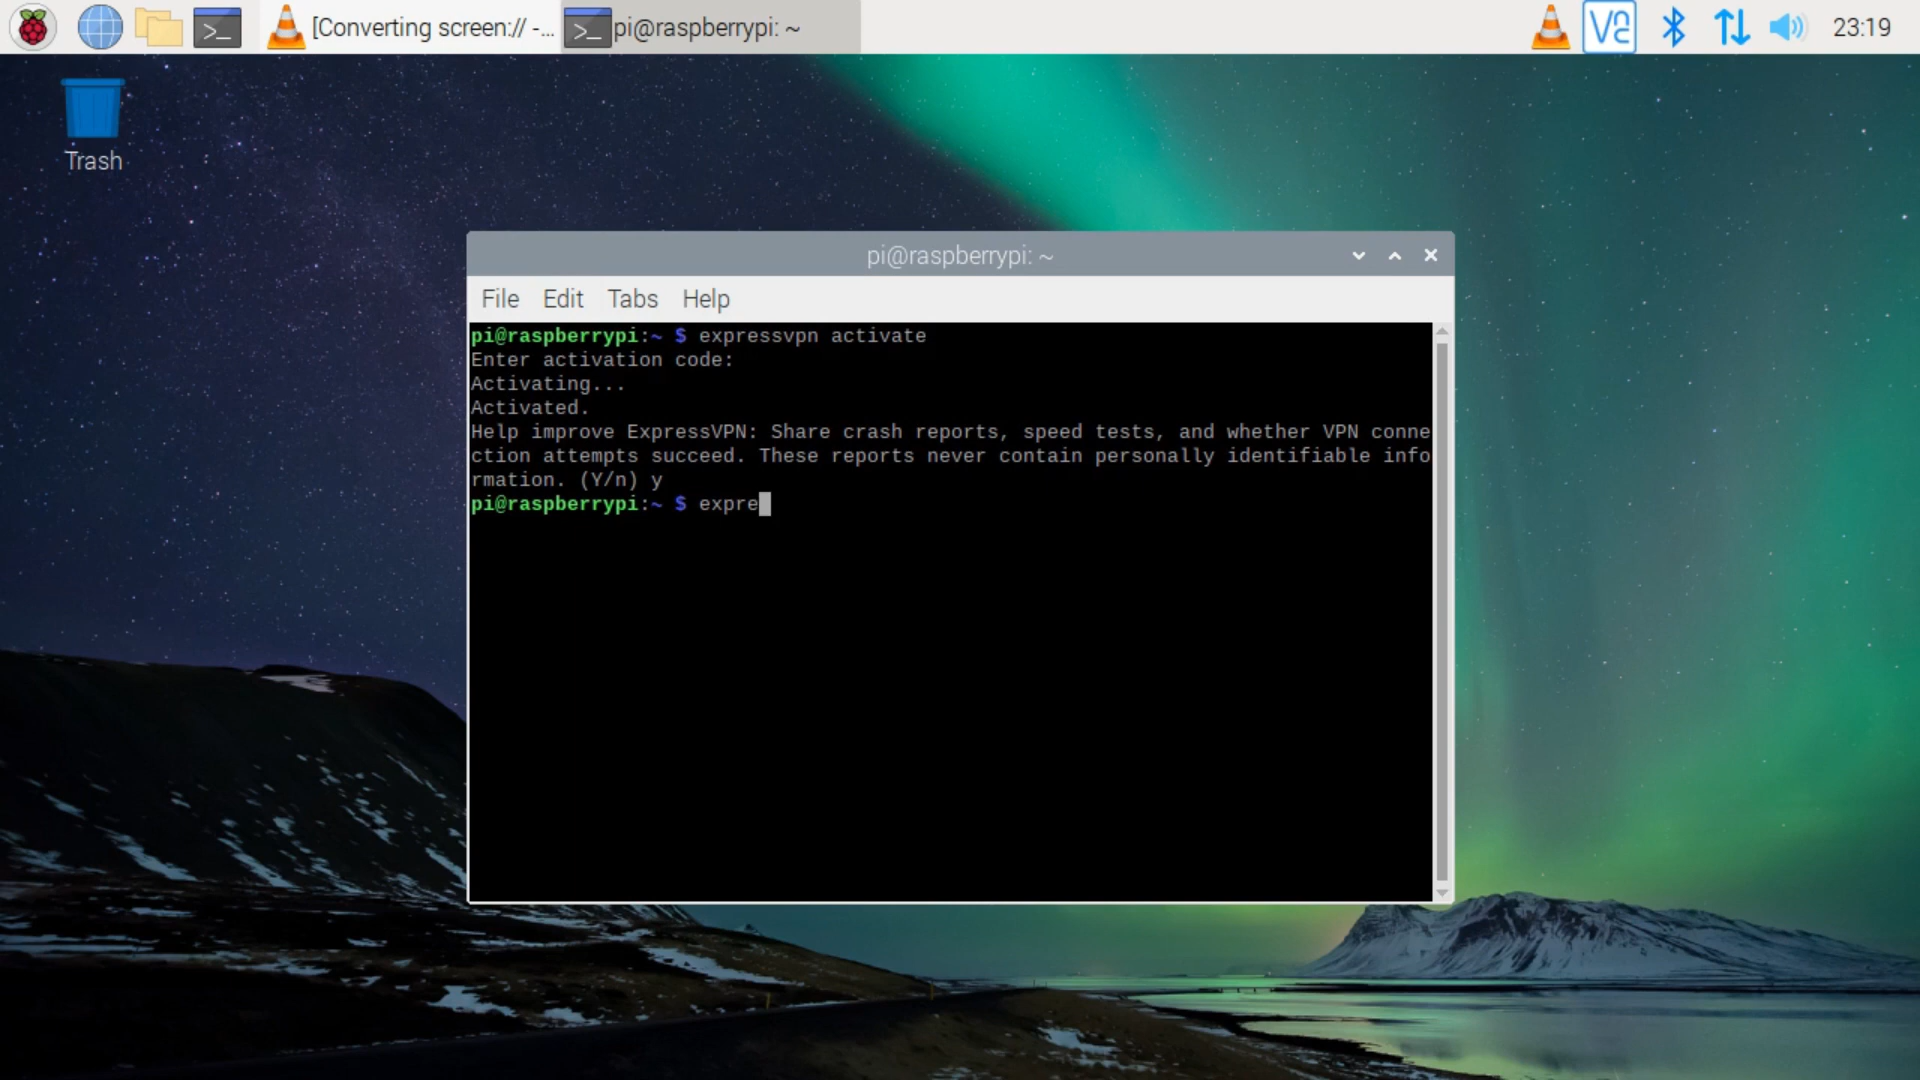 [Converting screen:// -...
pi@raspberrypi: ~
23:19
Trash
pi@raspberrypi: ~
File Edit Tabs Help
pi@raspberrypi:~ $ expressvpn activate
Enter activation code:
Activating...
Activated.
Help improve ExpressVPN: Share crash reports, speed tests, and whether VPN conne
ction attempts succeed. These reports never contain personally identifiable info
rmation. (Y/n) y
pi@raspberrypi:~ $ expre